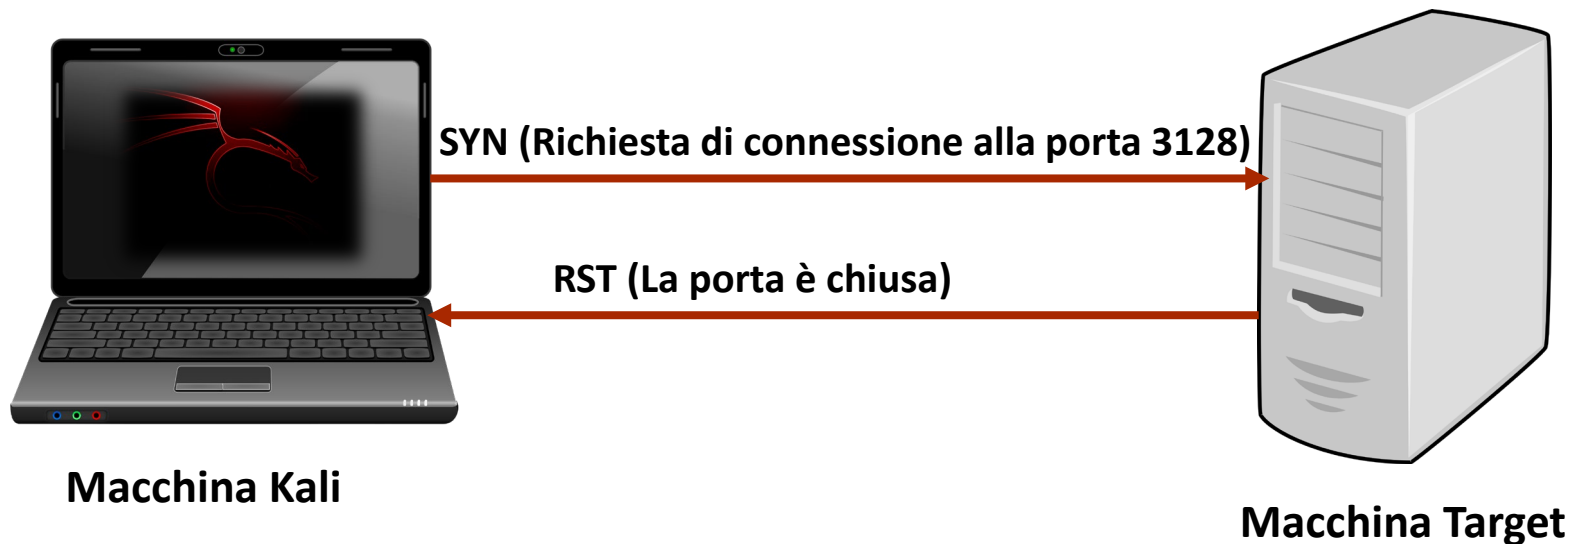 SYN (Richiesta di connessione alla porta 3128)
RST (La porta è chiusa)
Macchina Kali
Macchina Target